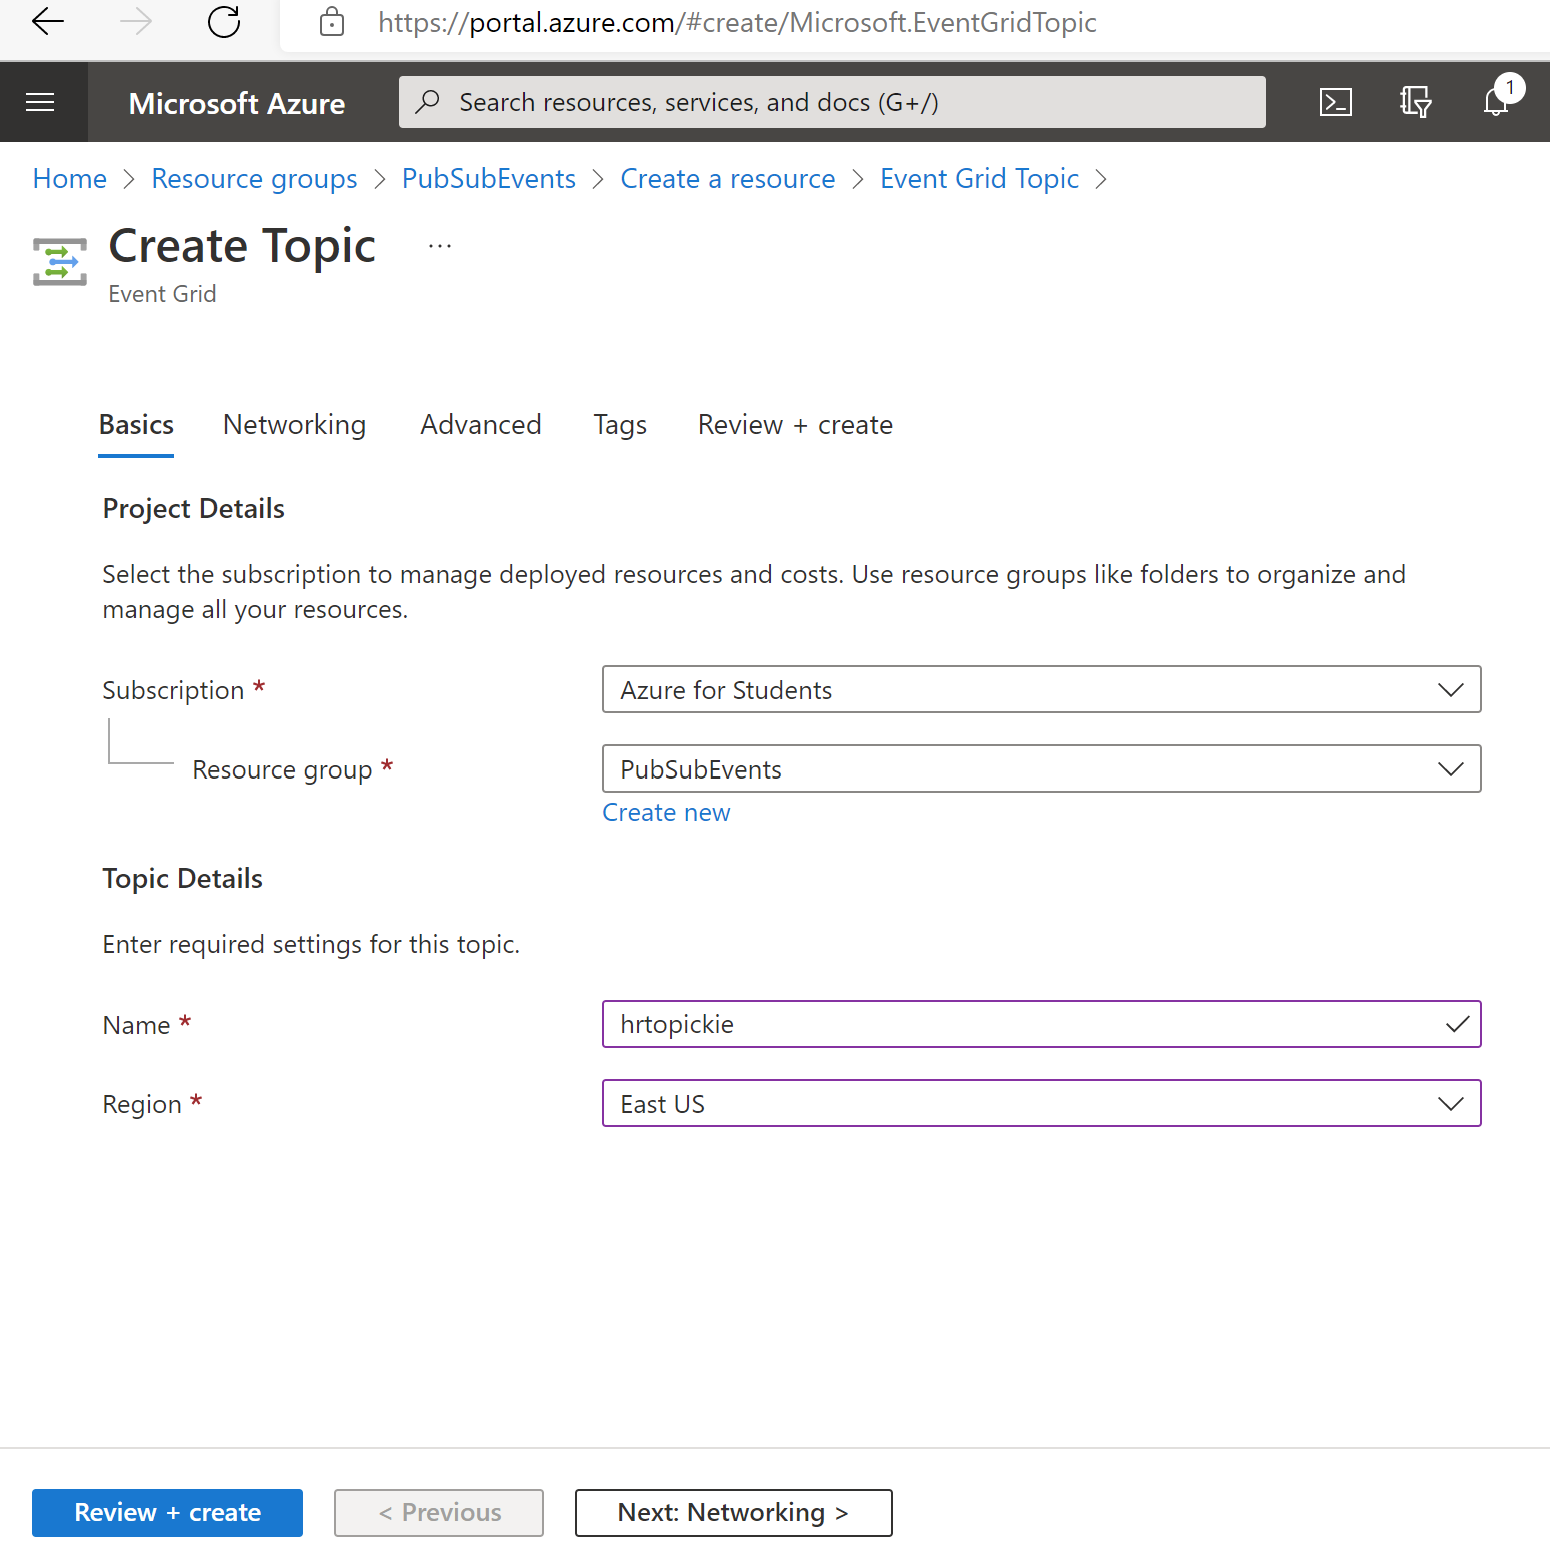 https://portal.azure.com/#create/Microsoft.EventGridTopic
Microsoft Azure
Search resources, services, and docs (G+/)
1
Home > Resource groups > PubSubEvents > Create a resource > Event Grid Topic >
Create Topic ...
Event Grid
Basics Networking Advanced Tags Review + create
Project Details
Select the subscription to manage deployed resources and costs. Use resource groups like folders to organize and
manage all your resources.
Subscription * Azure for Students
Resource group * PubSubEvents
Create new
Topic Details
Enter required settings for this topic.
Name * hrtopickie
Region * East US
Review + create < Previous Next: Networking >